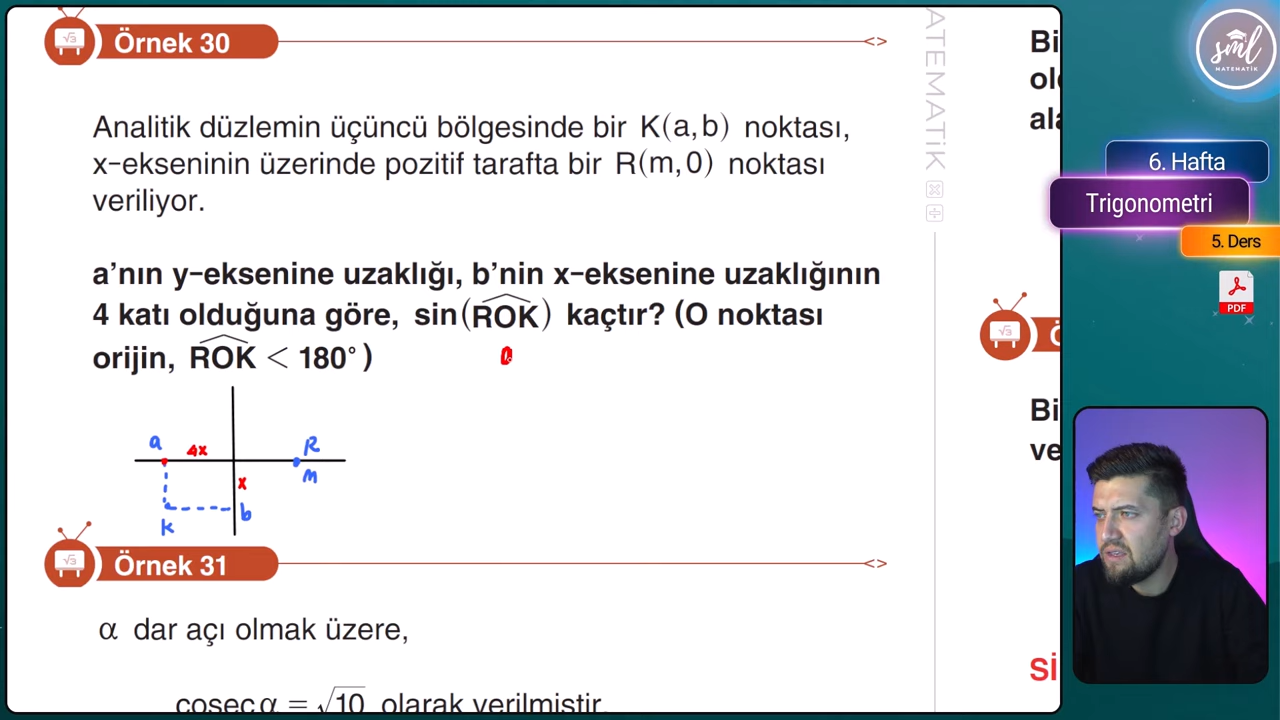 √3 Örnek 30
Analitik düzlemin üçüncü bölgesinde bir K(a,b) noktası,
x-ekseninin üzerinde pozitif tarafta bir R(m,0) noktası
veriliyor.
a'nın y-eksenine uzaklığı, b'nin x-eksenine uzaklığının
4 katı olduğuna göre, sin(ROK) kaçtır? (O noktası
orijin, ROK < 180°)
a 4x R
x m
K b
√3 Örnek 31
α dar açı olmak üzere,
cosec α = √10 olarak verilmiştir.
ATEMATİK
Bi
ol
ala
√3
Bi
ve
Sİ
sml
MATEMATİK
6. Hafta
Trigonometri
5. Ders
PDF